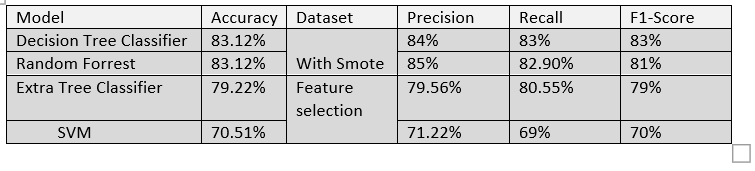 Model Accuracy Dataset Precision Recall F1-Score
Decision Tree Classifier 83.12% 84% 83% 83%
Random Forrest 83.12% With Smote 85% 82.90% 81%
Extra Tree Classifier 79.22% Feature 79.56% 80.55% 79%
selection
SVM 70.51% 71.22% 69% 70%